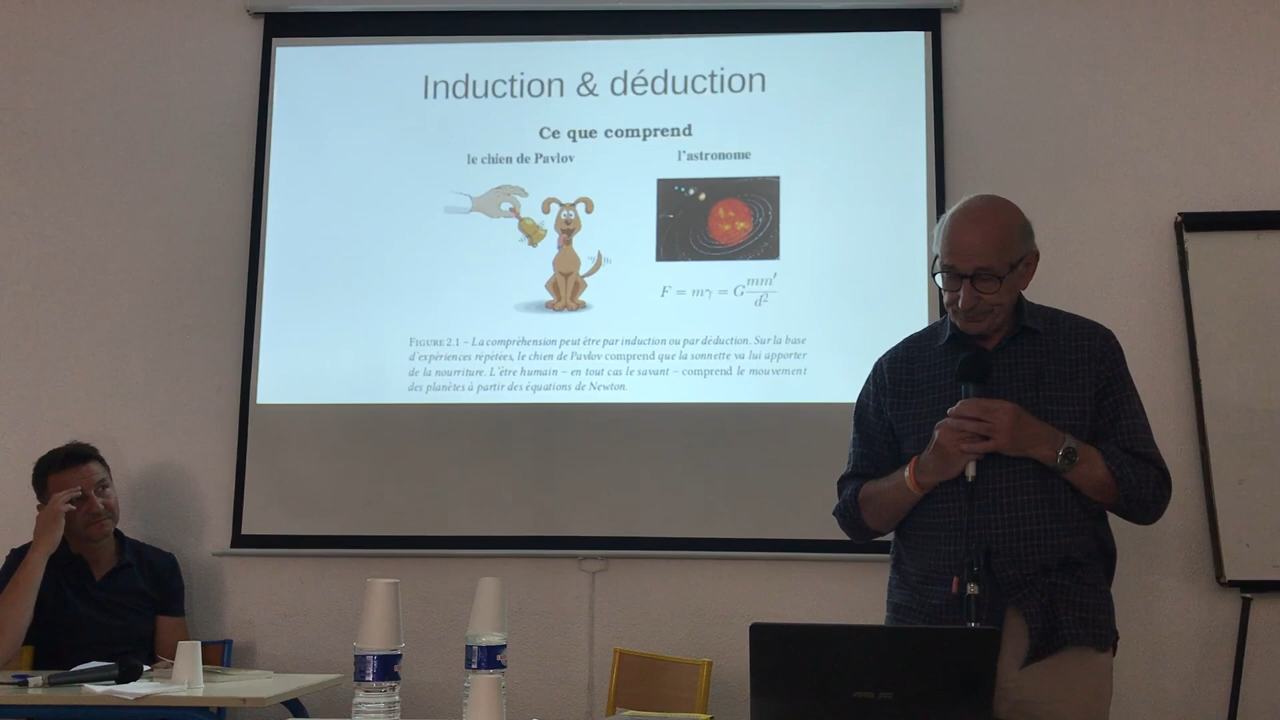 Induction & déduction
Ce que comprend
le chien de Pavlov
l'astronome
F = mγ = G mm′ / d²
FIGURE 2.1 – La compréhension peut être par induction ou par déduction. Sur la base
d'expériences répétées, le chien de Pavlov comprend que la sonnette va lui apporter
de la nourriture. L'être humain – en tout cas le savant – comprend le mouvement
des planètes à partir des équations de Newton.